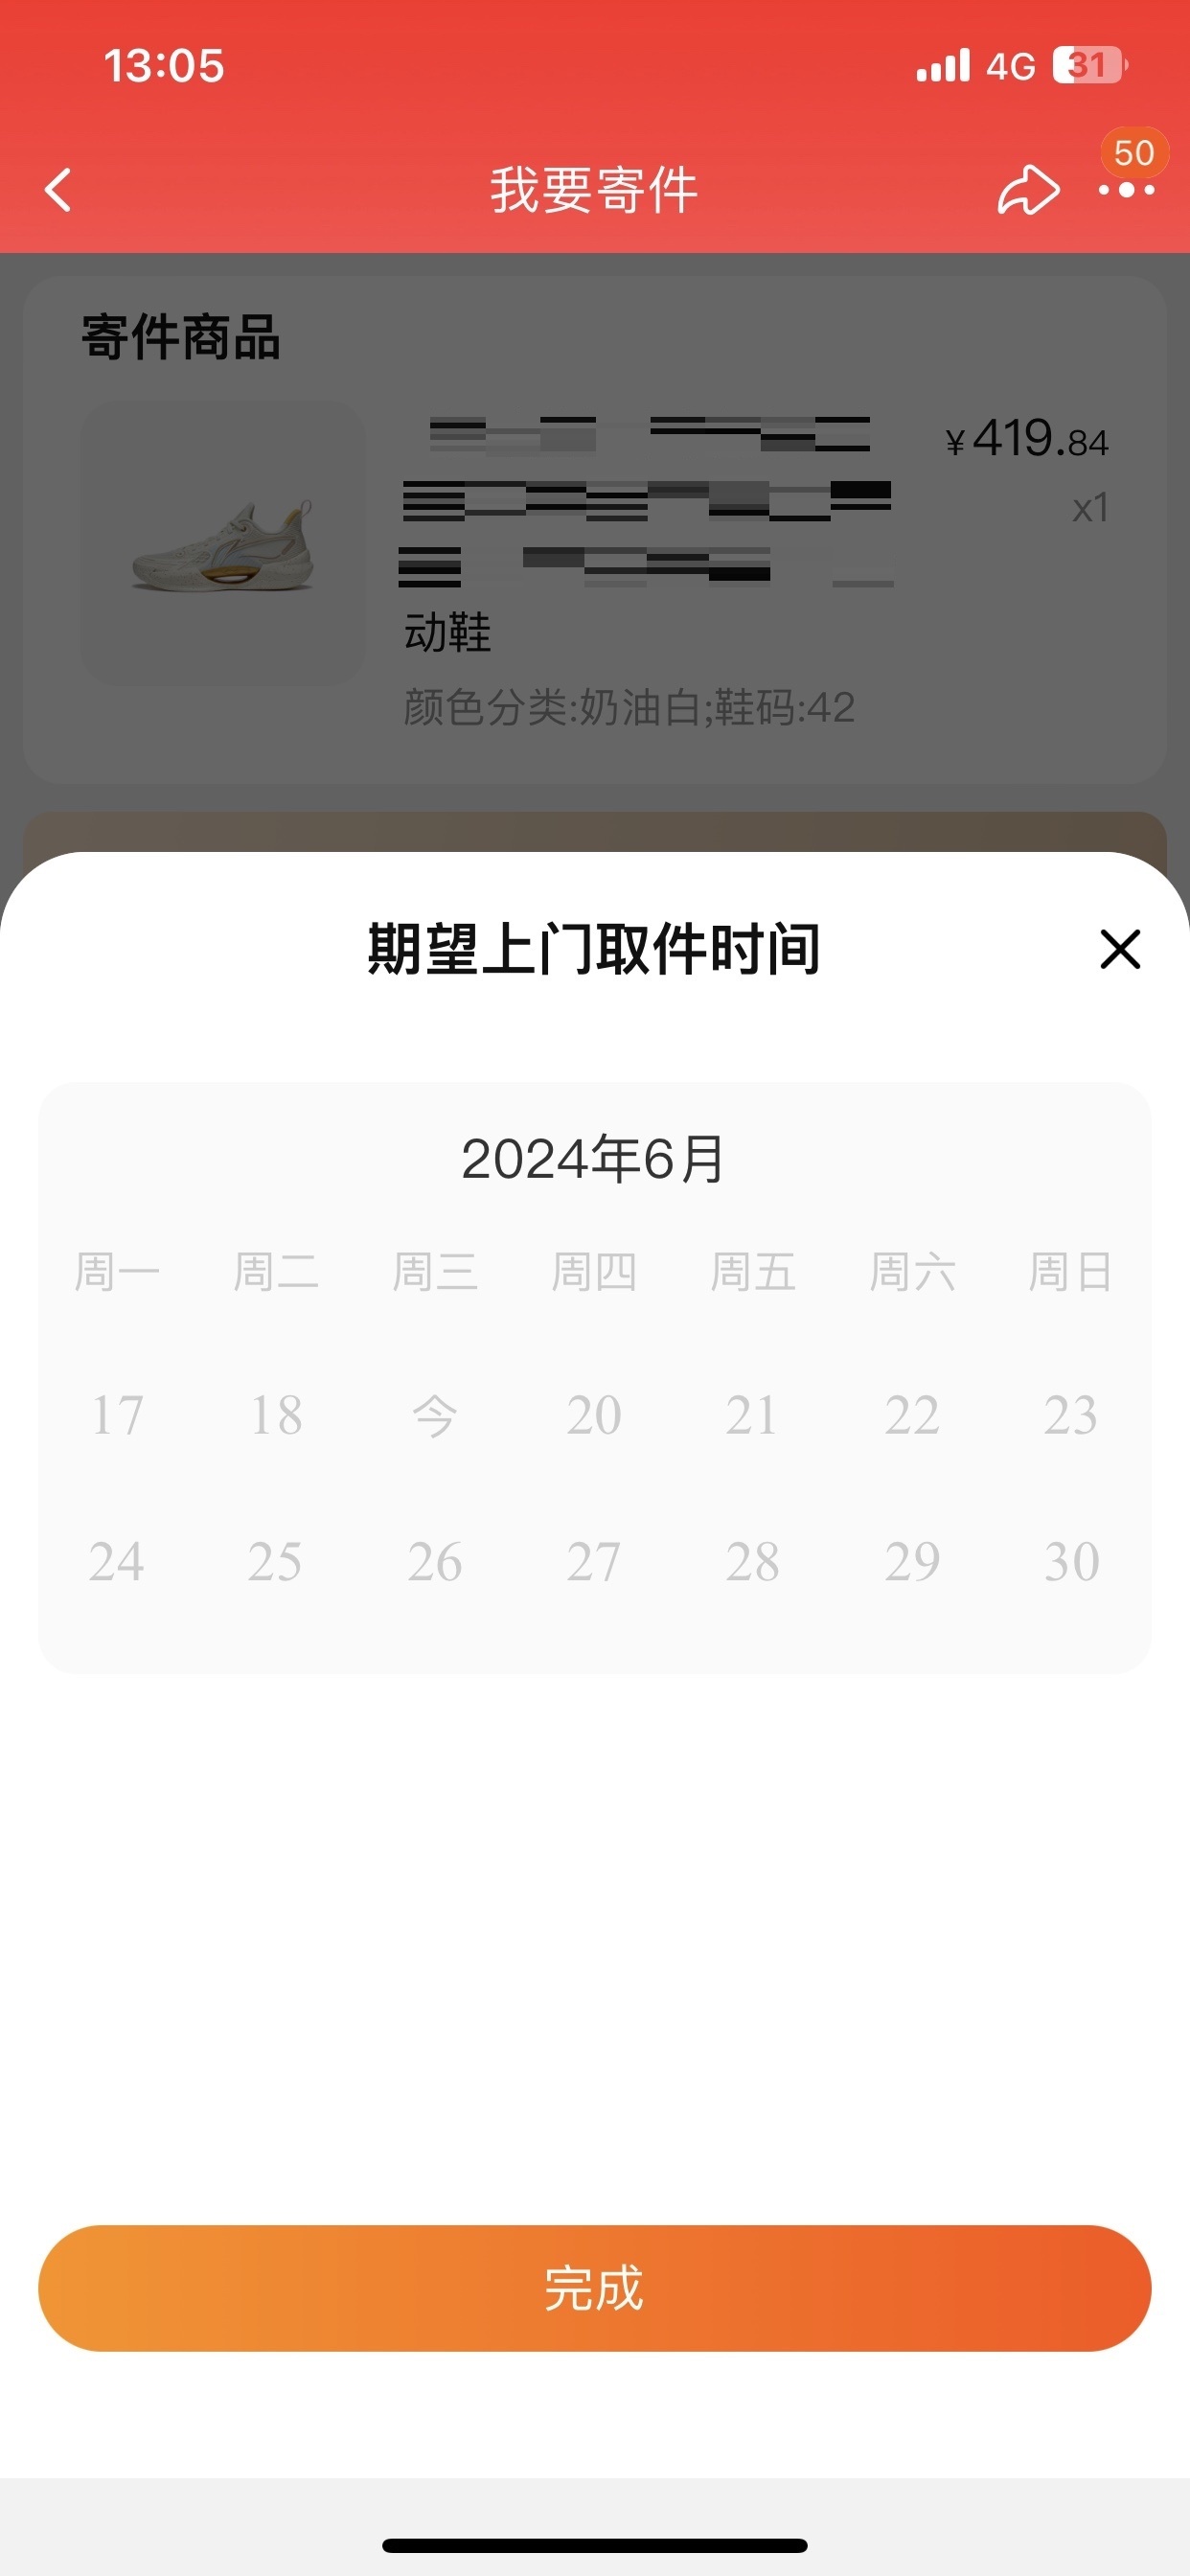 13:05 4G 31
50
我要寄件
寄件商品
¥419.84
x1
动鞋
颜色分类:奶油白;鞋码:42
期望上门取件时间
2024年6月
周一 周二 周三 周四 周五 周六 周日
17 18 今 20 21 22 23
24 25 26 27 28 29 30
完成